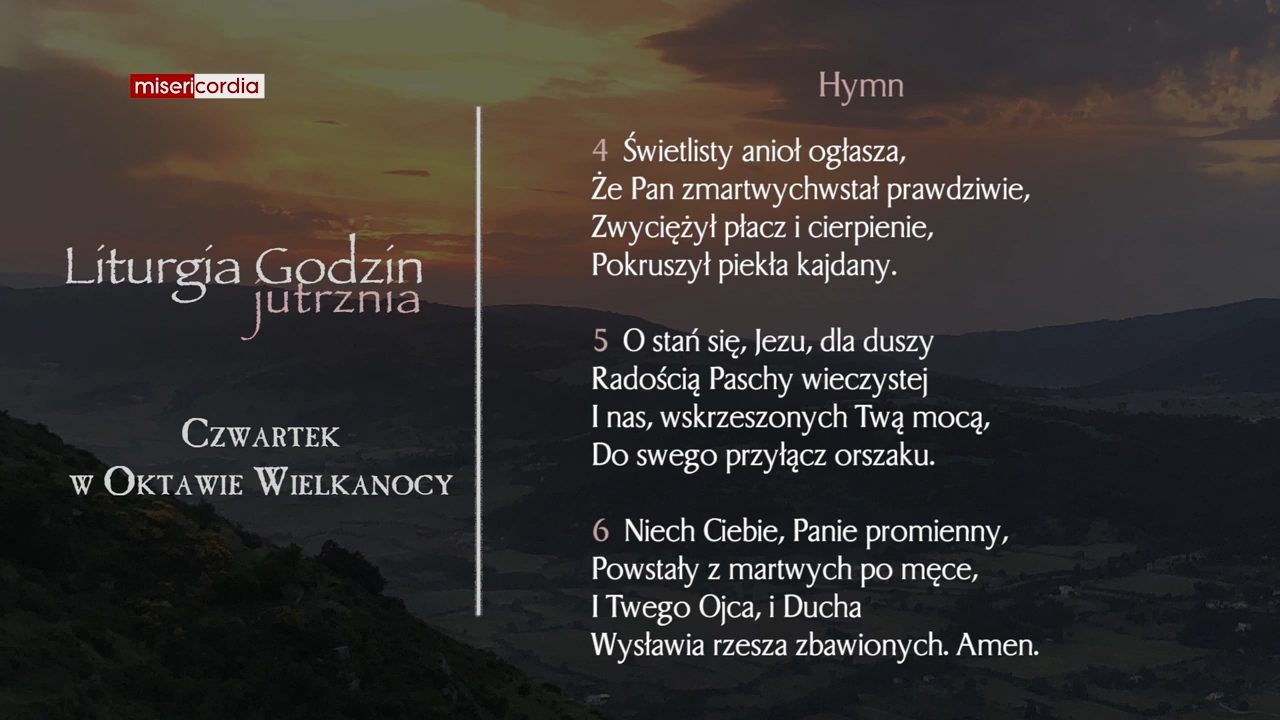 misericordia
Liturgia Godzin
jutrznia
Czwartek
w Oktawie Wielkanocy
Hymn
4 Świetlisty anioł ogłasza,
Że Pan zmartwychwstał prawdziwie,
Zwyciężył płacz i cierpienie,
Pokruszył piekła kajdany.
5 O stań się, Jezu, dla duszy
Radością Paschy wieczystej
I nas, wskrzeszonych Twą mocą,
Do swego przyłącz orszaku.
6 Niech Ciebie, Panie promienny,
Powstały z martwych po męce,
I Twego Ojca, i Ducha
Wysławia rzesza zbawionych. Amen.